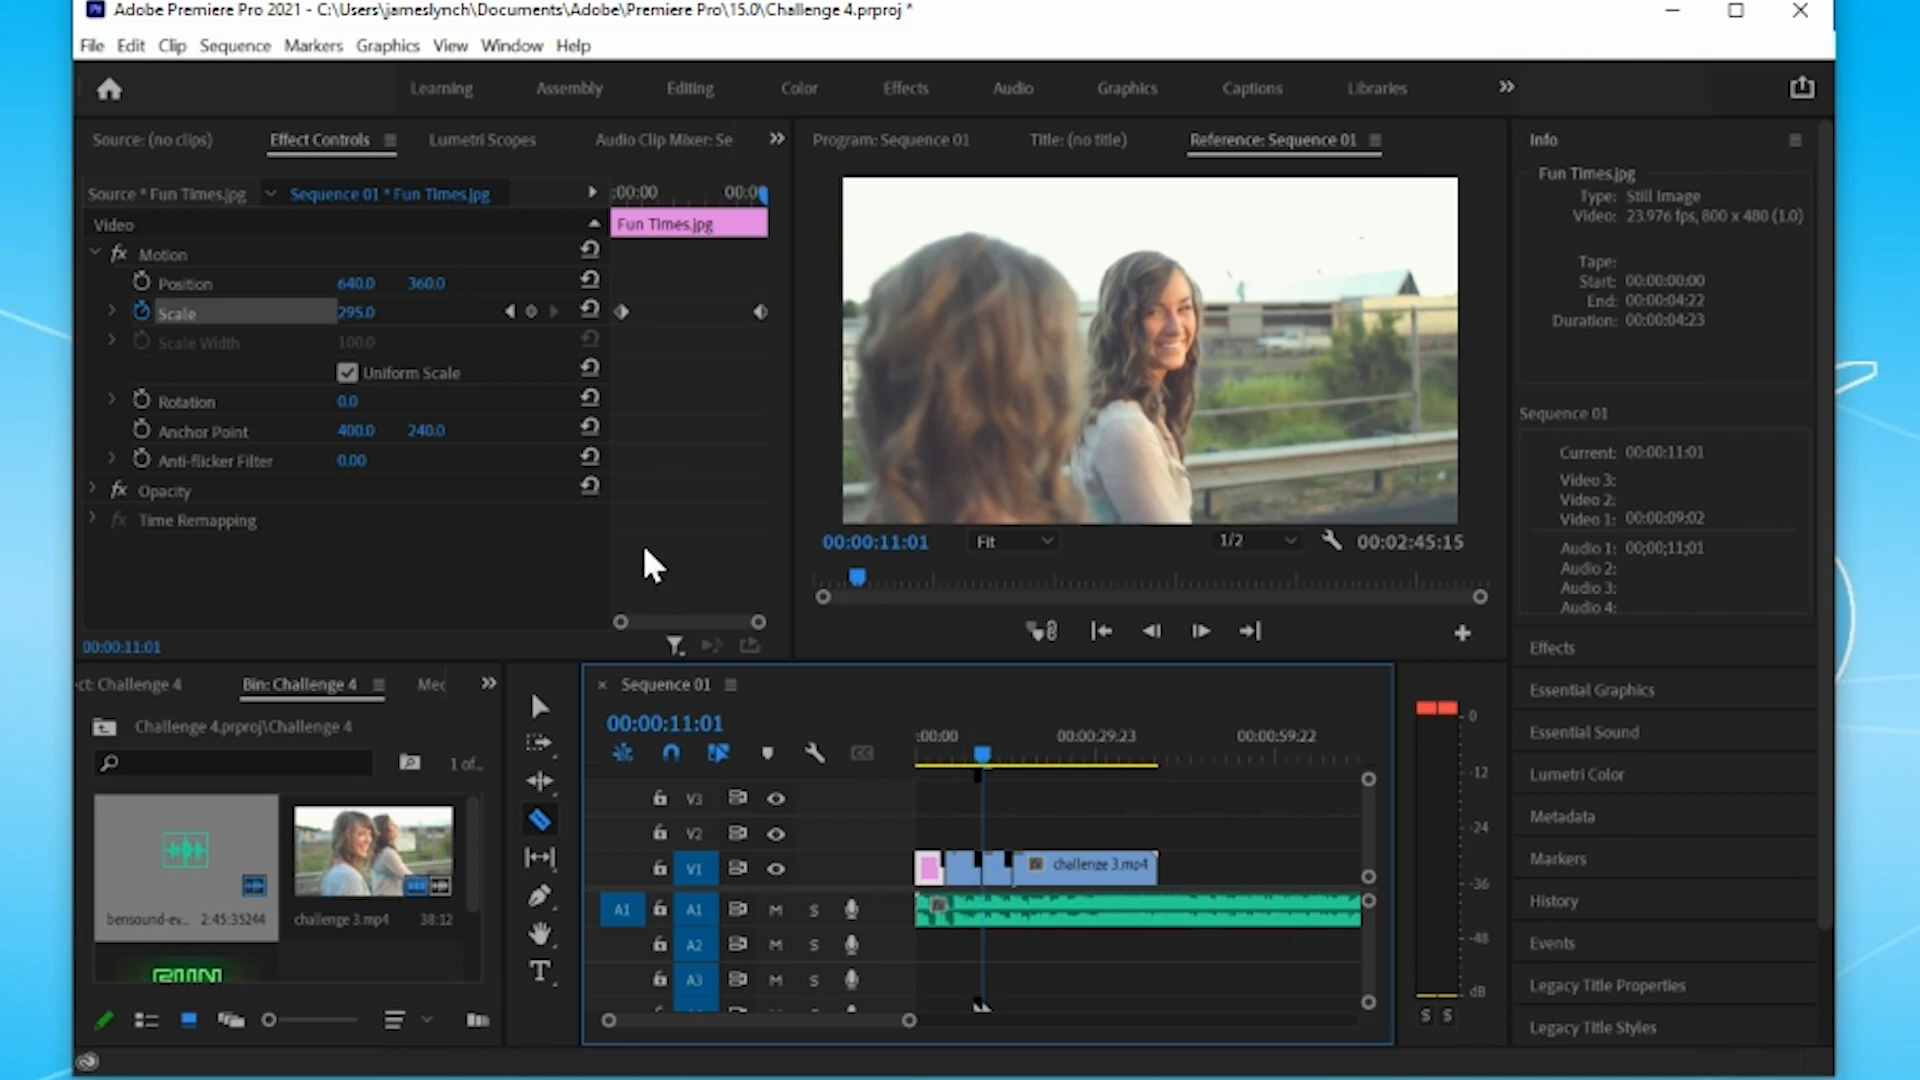 Adobe Premiere Pro 2021 - C:\Users\jameslynch\Documents\Adobe\Premiere Pro\15.0\Challenge 4.prproj *
File Edit Clip Sequence Markers Graphics View Window Help
Learning Assembly Editing Color Effects Audio Graphics Captions Libraries
Source: (no clips) Effect Controls Lumetri Scopes Audio Clip Mixer: Se
Program: Sequence 01 Title: (no title) Reference: Sequence 01
Info
Source * Fun Times.jpg Sequence 01 * Fun Times.jpg :00:00 00:00
Video Fun Times.jpg
fx Motion
Position 640.0 360.0
Scale 295.0
Scale Width 100.0
Uniform Scale
Rotation 0.0
Anchor Point 400.0 240.0
Anti-flicker Filter 0.00
fx Opacity
fx Time Remapping
00:00:11:01
00:00:11:01 Fit 1/2 00:02:45:15
Fun Times.jpg
Type: Still Image
Video: 23.976 fps, 800 x 480 (1.0)
Tape:
Start: 00:00:00:00
End: 00:00:04:22
Duration: 00:00:04:23
Sequence 01
Current: 00:00:11:01
Video 3:
Video 2:
Video 1: 00:00:09:02
Audio 1: 00;00;11;01
Audio 2:
Audio 3:
Audio 4:
Effects
Essential Graphics
Essential Sound
Lumetri Color
Metadata
Markers
History
Events
Legacy Title Properties
Legacy Title Styles
ct: Challenge 4 Bin: Challenge 4 Med
Challenge 4.prproj\Challenge 4
1 of...
bensound-ev... 2:45:35244
challenge 3.mp4 38:12
Sequence 01
00:00:11:01
:00:00 00:00:29:23 00:00:59:22
V3
V2
V1 challenge 3.mp4
A1 A1 M S
A2 M S
A3 M S
0
-12
-24
-36
-48
dB
S S